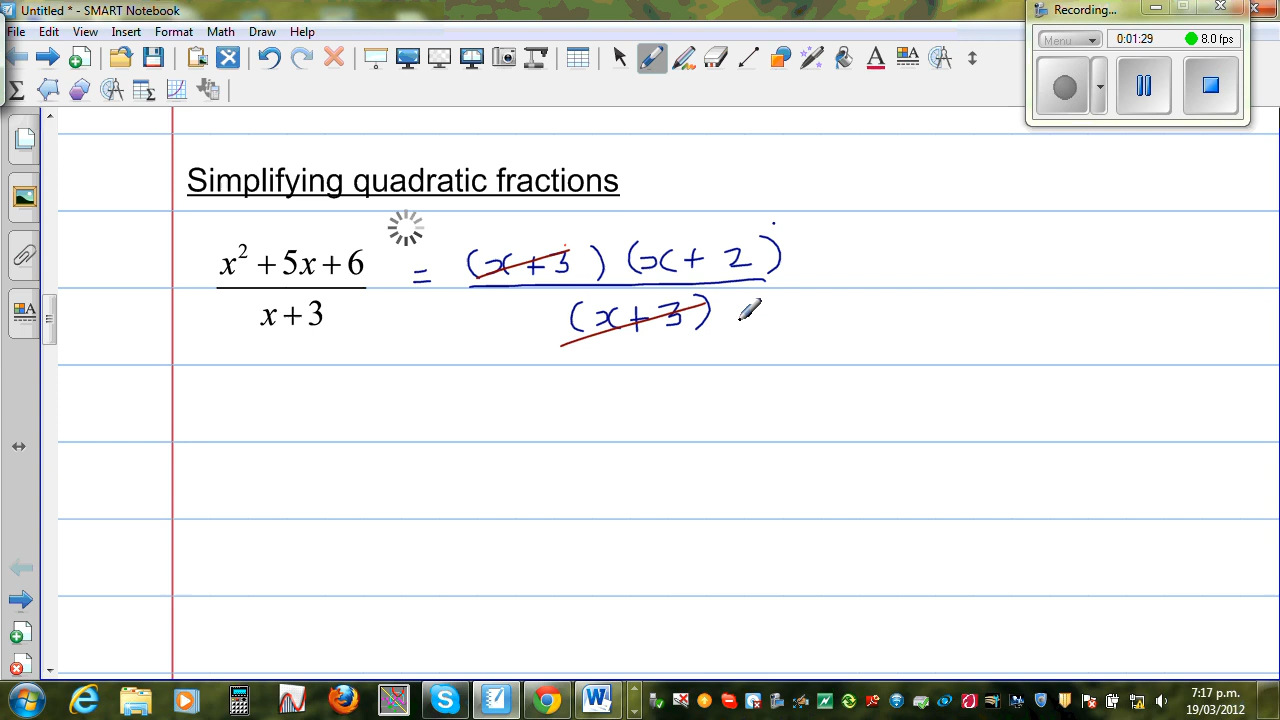 Untitled * - SMART Notebook
Recording...
File Edit View Insert Format Math Draw Help
Menu
0:01:29
8.0 fps
Simplifying quadratic fractions
x² + 5x + 6
x + 3
= (x + 3) (x + 2)
(x + 3)
7:17 p.m.
19/03/2012